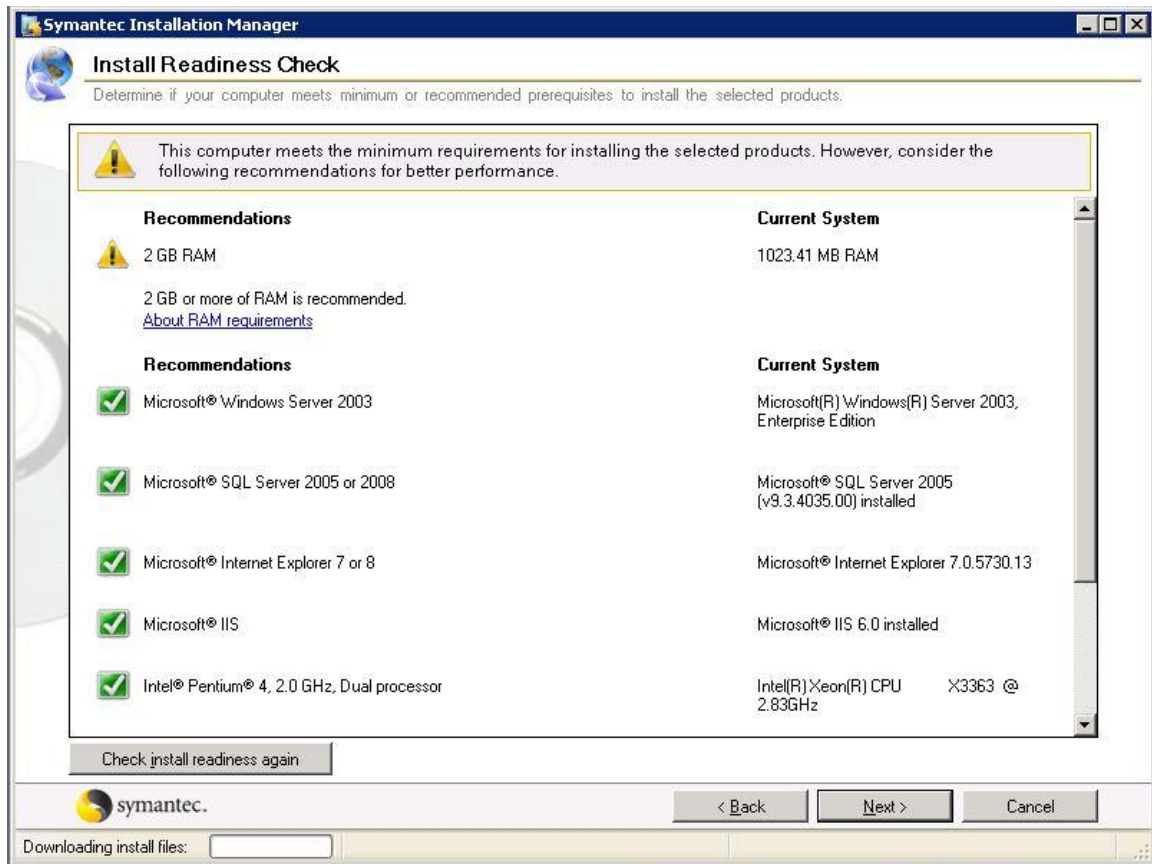 Symantec Installation Manager
Install Readiness Check
Determine if your computer meets minimum or recommended prerequisites to install the selected products.
This computer meets the minimum requirements for installing the selected products. However, consider the
following recommendations for better performance.
Recommendations
Current System
2 GB RAM
1023.41 MB RAM
2 GB or more of RAM is recommended.
About RAM requirements
Recommendations
Current System
Microsoft® Windows Server 2003
Microsoft(R) Windows(R) Server 2003,
Enterprise Edition
Microsoft® SQL Server 2005 or 2008
Microsoft® SQL Server 2005
(v9.3.4035.00) installed
Microsoft® Internet Explorer 7 or 8
Microsoft® Internet Explorer 7.0.5730.13
Microsoft® IIS
Microsoft® IIS 6.0 installed
Intel® Pentium® 4, 2.0 GHz, Dual processor
Intel(R) Xeon(R) CPU X3363 @
2.83GHz
Check install readiness again
symantec.
< Back
Next >
Cancel
Downloading install files: